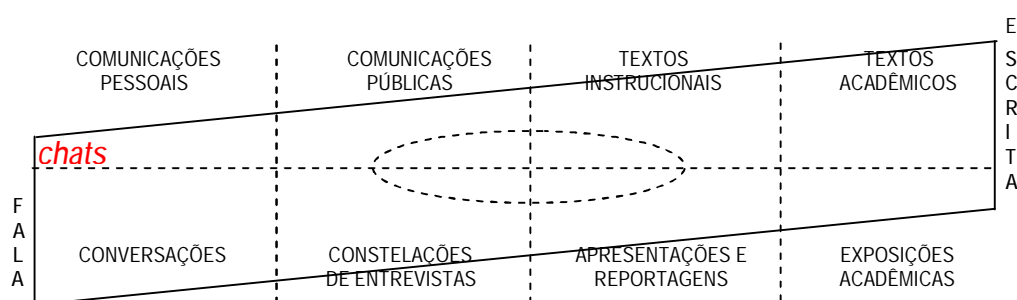 COMUNICAÇÕES
PESSOAIS
COMUNICAÇÕES
PÚBLICAS
TEXTOS
INSTRUCIONAIS
TEXTOS
ACADÊMICOS
E
S
C
R
I
T
A
chats
F
A
L
A
CONVERSAÇÕES
CONSTELAÇÕES
DE ENTREVISTAS
APRESENTAÇÕES E
REPORTAGENS
EXPOSIÇÕES
ACADÊMICAS